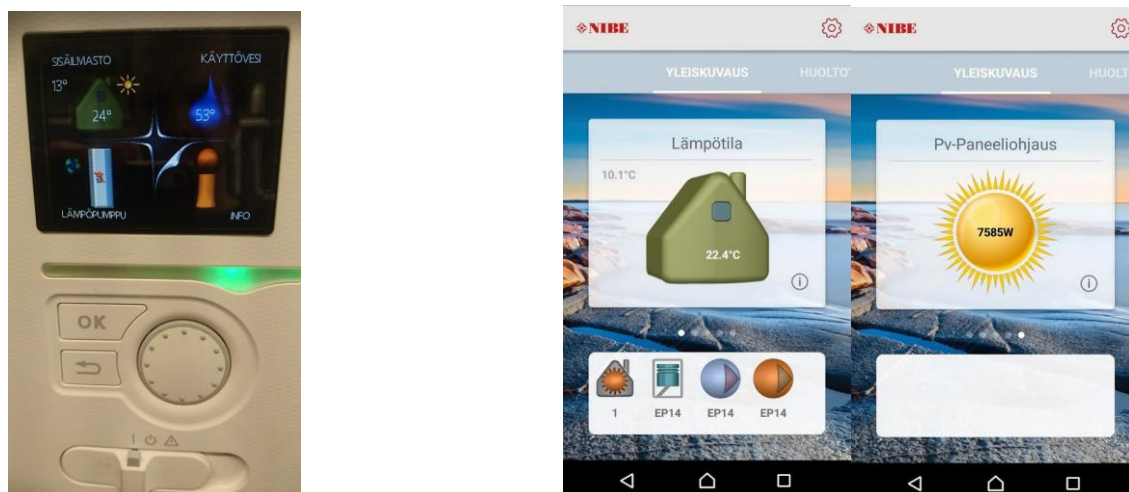 SISÄILMASTO
KÄYTTÖVESI
13°
24°
53°
LÄMPÖPUMPPU
INFO
OK
NIBE
YLEISKUVAUS
HUOLTO
Lämpötila
10.1°C
22.4°C
1
EP14
EP14
EP14
NIBE
YLEISKUVAUS
HUOLT
Pv-Paneeliohjaus
7585W